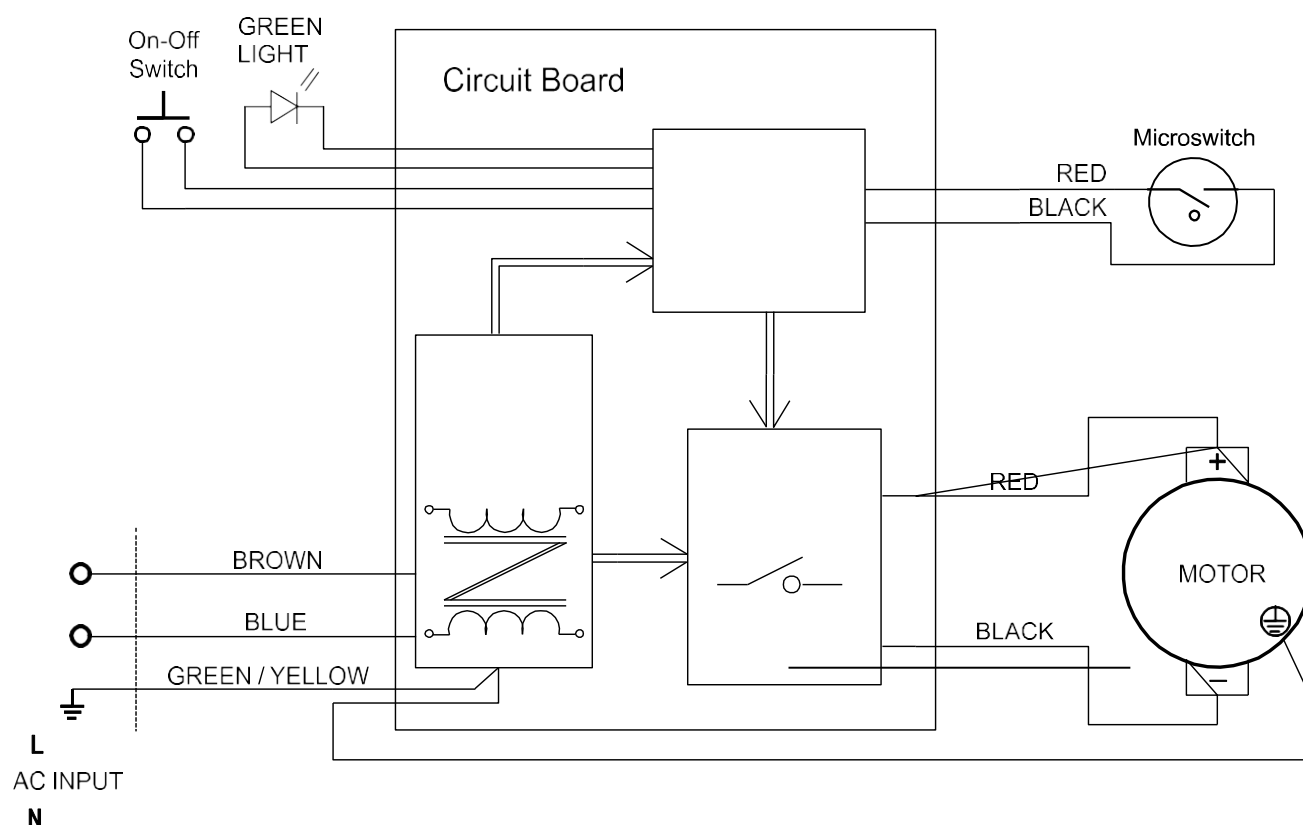 On-Off
Switch
GREEN
LIGHT
Circuit Board
Microswitch
RED
BLACK
RED
+
MOTOR
BROWN
BLUE
BLACK
GREEN / YELLOW
−
L
AC INPUT
N